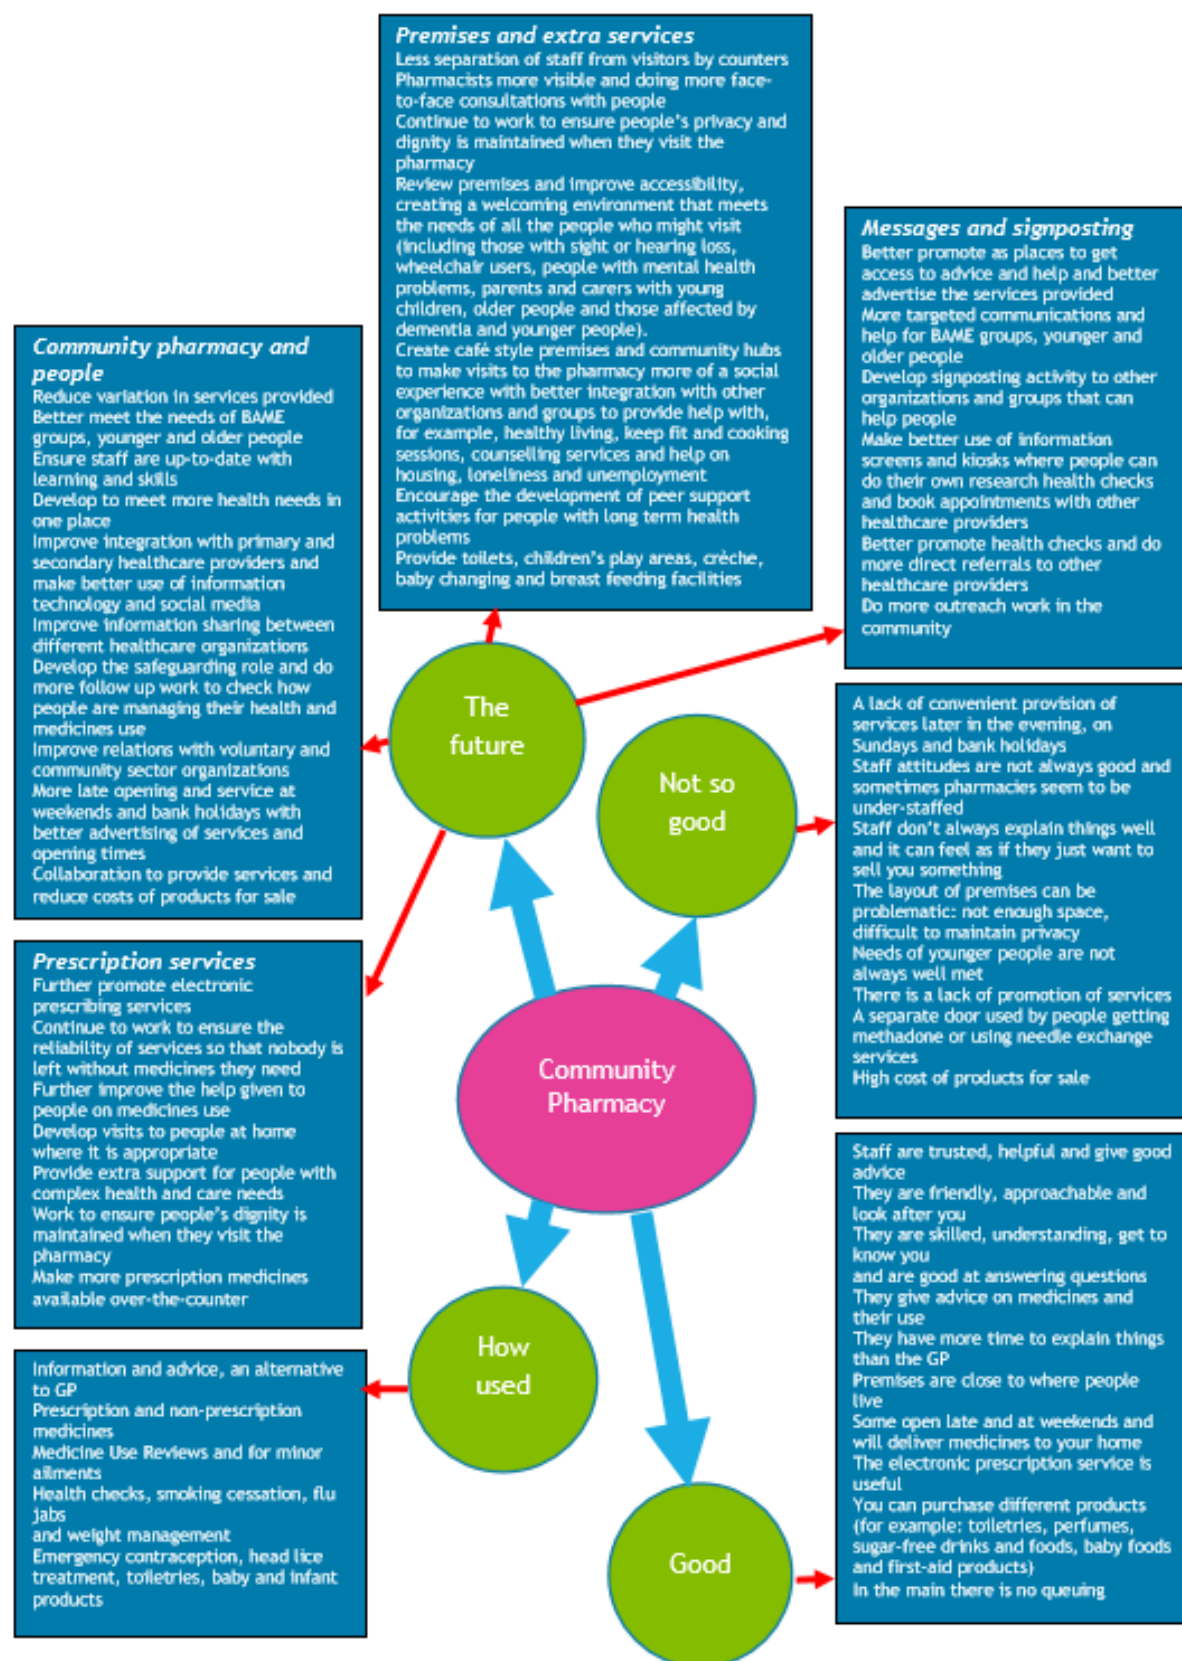 Premises and extra services
Less separation of staff from visitors by counters
Pharmacists more visible and doing more face-
to-face consultations with people
Continue to work to ensure people's privacy and
dignity is maintained when they visit the
pharmacy
Review premises and improve accessibility,
creating a welcoming environment that meets
the needs of all the people who might visit
(including those with sight or hearing loss,
wheelchair users, people with mental health
problems, parents and carers with young
children, older people and those affected by
dementia and younger people).
Create café style premises and community hubs
to make visits to the pharmacy more of a social
experience with better integration with other
organizations and groups to provide help with,
for example, healthy living, keep fit and cooking
sessions, counselling services and help on
housing, loneliness and unemployment
Encourage the development of peer support
activities for people with long term health
problems
Provide toilets, children's play areas, crèche,
baby changing and breast feeding facilities
Messages and signposting
Better promote as places to get
access to advice and help and better
advertise the services provided
More targeted communications and
help for BAME groups, younger and
older people
Develop signposting activity to other
organizations and groups that can
help people
Make better use of information
screens and kiosks where people can
do their own research health checks
and book appointments with other
healthcare providers
Better promote health checks and do
more direct referrals to other
healthcare providers
Do more outreach work in the
community
Community pharmacy and
people
Reduce variation in services provided
Better meet the needs of BAME
groups, younger and older people
Ensure staff are up-to-date with
learning and skills
Develop to meet more health needs in
one place
Improve integration with primary and
secondary healthcare providers and
make better use of information
technology and social media
Improve information sharing between
different healthcare organizations
Develop the safeguarding role and do
more follow up work to check how
people are managing their health and
medicines use
Improve relations with voluntary and
community sector organizations
More late opening and service at
weekends and bank holidays with
better advertising of services and
opening times
Collaboration to provide services and
reduce costs of products for sale
The
future
Not so
good
A lack of convenient provision of
services later in the evening, on
Sundays and bank holidays
Staff attitudes are not always good and
sometimes pharmacies seem to be
under-staffed
Staff don't always explain things well
and it can feel as if they just want to
sell you something
The layout of premises can be
problematic: not enough space,
difficult to maintain privacy
Needs of younger people are not
always well met
There is a lack of promotion of services
A separate door used by people getting
methadone or using needle exchange
services
High cost of products for sale
Prescription services
Further promote electronic
prescribing services
Continue to work to ensure the
reliability of services so that nobody is
left without medicines they need
Further improve the help given to
people on medicines use
Develop visits to people at home
where it is appropriate
Provide extra support for people with
complex health and care needs
Work to ensure people's dignity is
maintained when they visit the
pharmacy
Make more prescription medicines
available over-the-counter
Community
Pharmacy
Staff are trusted, helpful and give good
advice
They are friendly, approachable and
look after you
They are skilled, understanding, get to
know you
and are good at answering questions
They give advice on medicines and
their use
They have more time to explain things
than the GP
Premises are close to where people
live
Some open late and at weekends and
will deliver medicines to your home
The electronic prescription service is
useful
You can purchase different products
(for example: toiletries, perfumes,
sugar-free drinks and foods, baby foods
and first-aid products)
In the main there is no queuing
How
used
Information and advice, an alternative
to GP
Prescription and non-prescription
medicines
Medicine Use Reviews and for minor
ailments
Health checks, smoking cessation, flu
jabs
and weight management
Emergency contraception, head lice
treatment, toiletries, baby and infant
products
Good